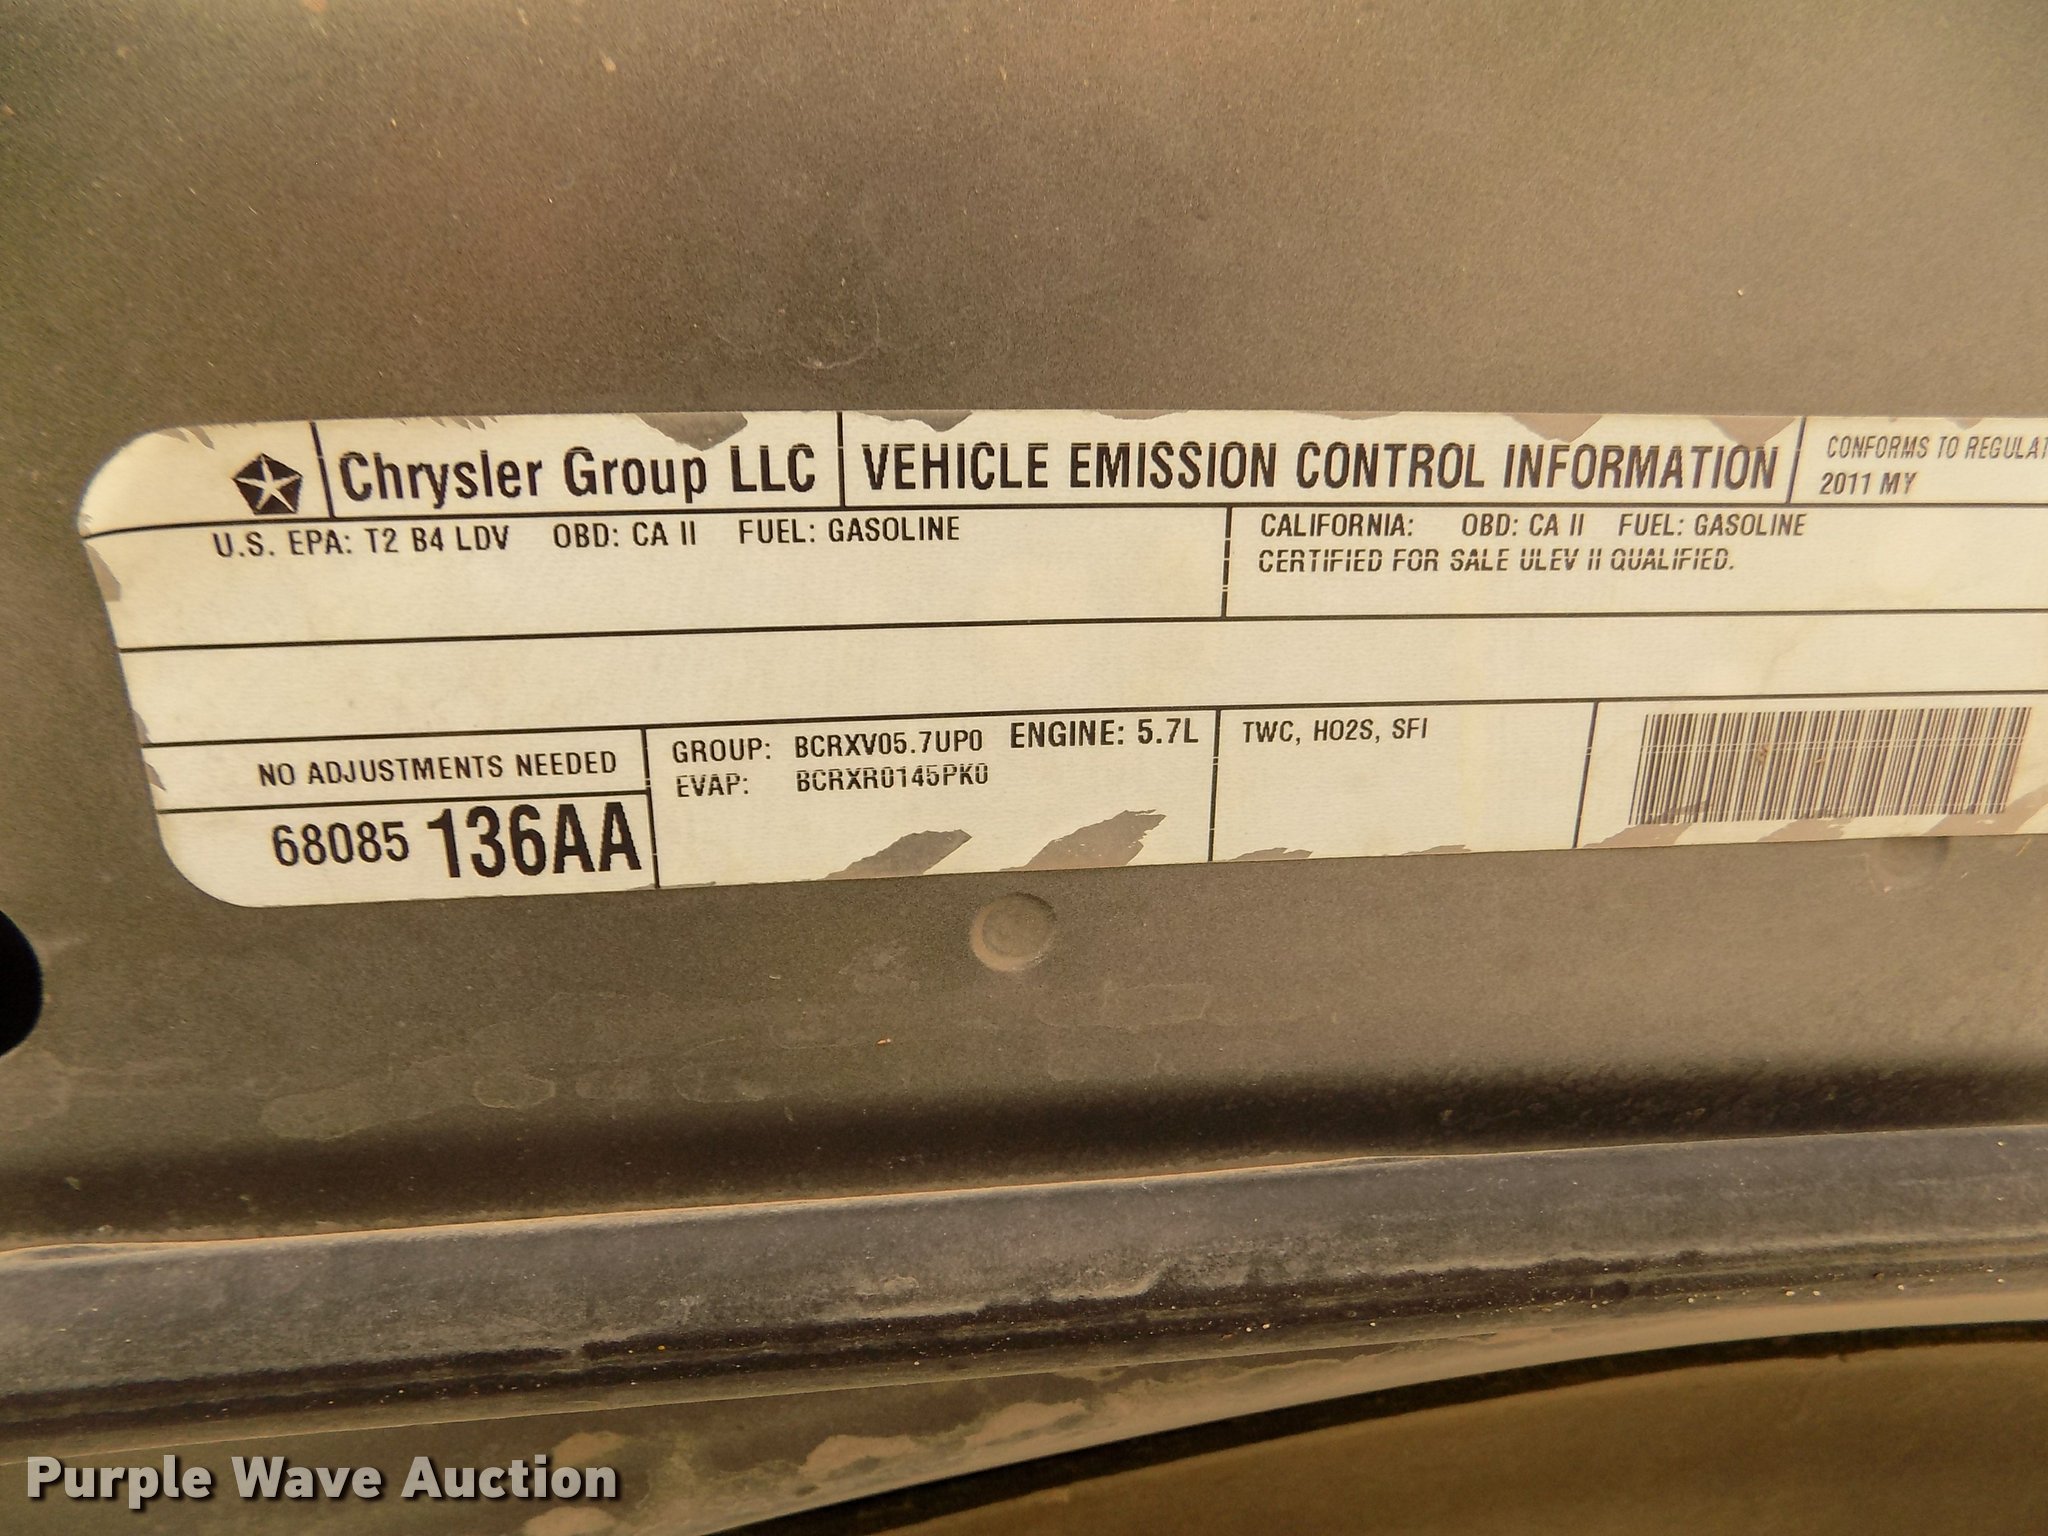 Chrysler Group LLC VEHICLE EMISSION CONTROL INFORMATION
CONFORMS TO
2011 MY
U.S. EPA: T2 B4 LDV OBD: CA II FUEL: GASOLINE
CALIFORNIA: OBD: CA II FUEL: GASOLINE
CERTIFIED FOR SALE ULEV II QUALIFIED.
NO ADJUSTMENTS NEEDED
68085 136AA
GROUP: BCRXV05.7UP0 ENGINE: 5.7L
EVAP: BCRXR0145PK0
TWC, HO2S, SFI
Purple Wave Auction